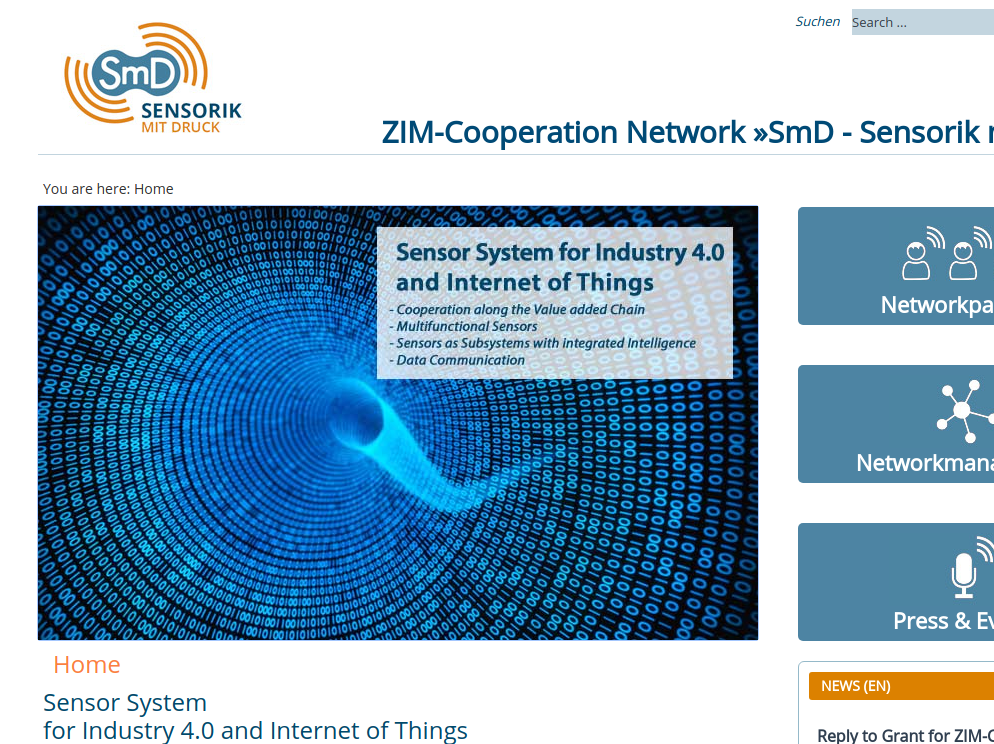 Suchen
Search ...
SmD
SENSORIK
MIT DRUCK
ZIM-Cooperation Network »SmD - Sensorik
You are here: Home
Sensor System for Industry 4.0
and Internet of Things
- Cooperation along the Value added Chain
- Multifunctional Sensors
- Sensors as Subsystems with integrated Intelligence
- Data Communication
Networkpa
Networkmana
Press & Ev
Home
Sensor System
for Industry 4.0 and Internet of Things
NEWS (EN)
Reply to Grant for ZIM-C